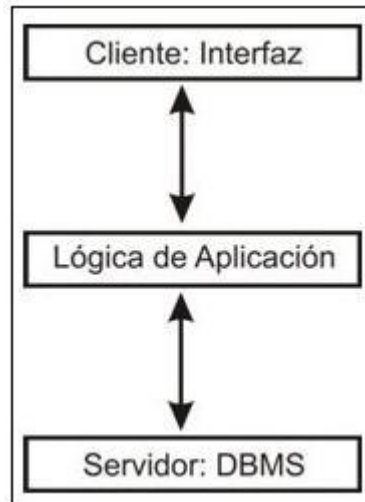 Cliente: Interfaz
Lógica de Aplicación
Servidor: DBMS